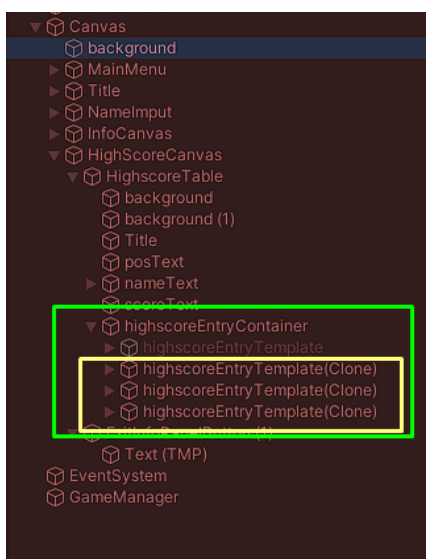 Canvas
background
MainMenu
Title
NameImput
InfoCanvas
HighScoreCanvas
HighscoreTable
background
background (1)
Title
posText
nameText
scoreText
highscoreEntryContainer
highscoreEntryTemplate
highscoreEntryTemplate(Clone)
highscoreEntryTemplate(Clone)
highscoreEntryTemplate(Clone)
(1)
Text (TMP)
EventSystem
GameManager